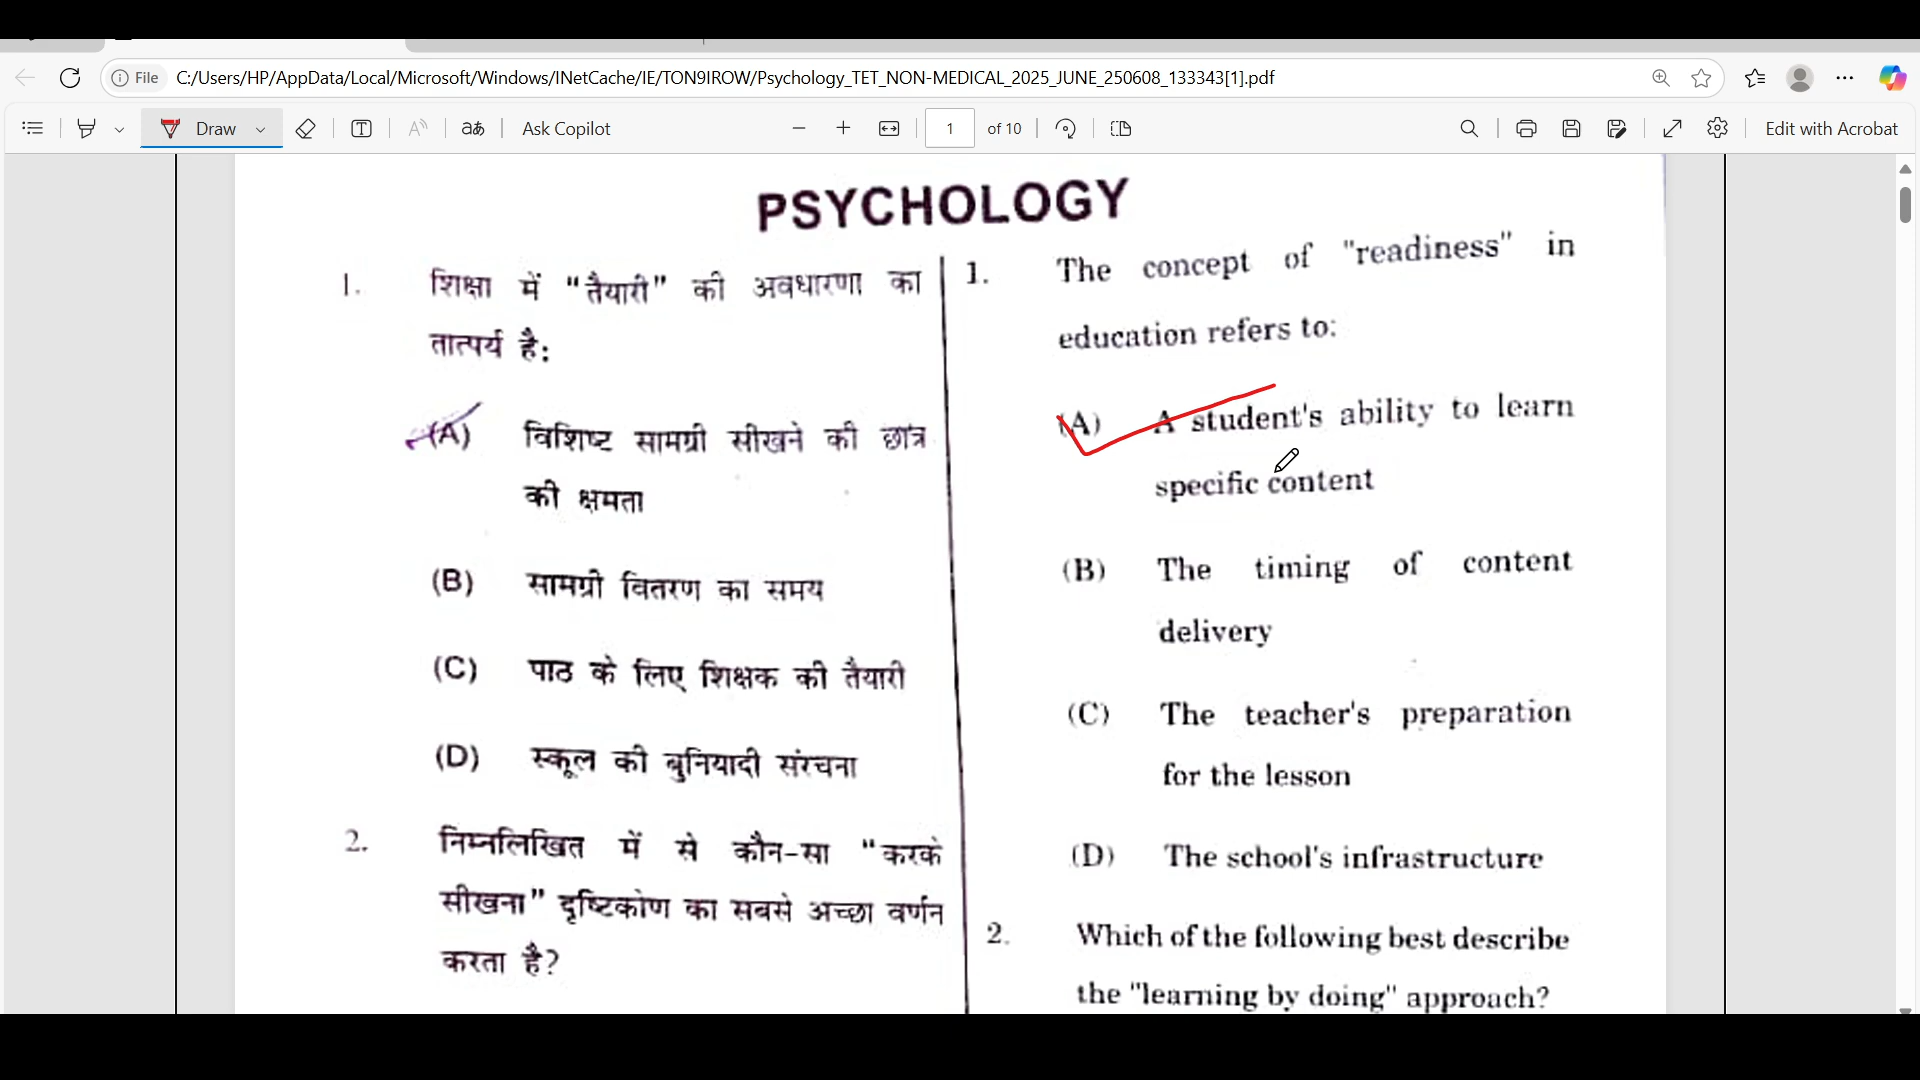 File
C:/Users/HP/AppData/Local/Microsoft/Windows/INetCache/IE/TON9IROW/Psychology_TET_NON-MEDICAL_2025_JUNE_250608_133343[1].pdf
Draw
Ask Copilot
1 of 10
Edit with Acrobat
PSYCHOLOGY
1. शिक्षा में "तैयारी" की अवधारणा का
तात्पर्य है:
(A) विशिष्ट सामग्री सीखने की छात्र
की क्षमता
(B) सामग्री वितरण का समय
(C) पाठ के लिए शिक्षक की तैयारी
(D) स्कूल की बुनियादी संरचना
2. निम्नलिखित में से कौन-सा "करके
सीखना" दृष्टिकोण का सबसे अच्छा वर्णन
करता है?
1. The concept of "readiness" in
education refers to:
(A) A student's ability to learn
specific content
(B) The timing of content
delivery
(C) The teacher's preparation
for the lesson
(D) The school's infrastructure
2. Which of the following best describe
the "learning by doing" approach?